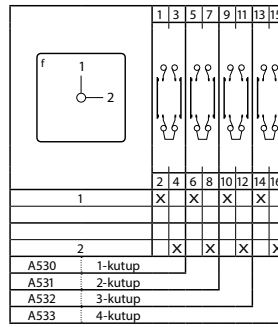 1 3 5 7 9 11 13 15
f
1
2
2 4 6 8 10 12 14 16
1 X X X X
2 X X X X
A530 1-kutup
A531 2-kutup
A532 3-kutup
A533 4-kutup